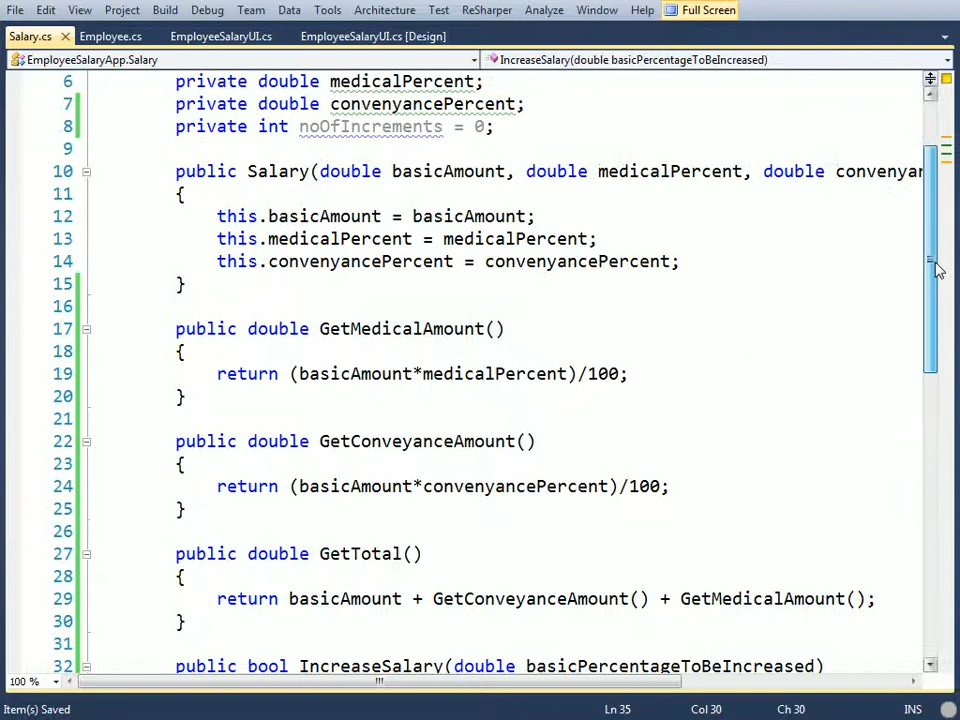 File Edit View Project Build Debug Team Data Tools Architecture Test ReSharper Analyze Window Help Full Screen
Salary.cs Employee.cs EmployeeSalaryUI.cs EmployeeSalaryUI.cs [Design]
EmployeeSalaryApp.Salary IncreaseSalary(double basicPercentageToBeIncreased)
6 private double medicalPercent;
7 private double convenyancePercent;
8 private int noOfIncrements = 0;
9
10 public Salary(double basicAmount, double medicalPercent, double convenyan
11 {
12 this.basicAmount = basicAmount;
13 this.medicalPercent = medicalPercent;
14 this.convenyancePercent = convenyancePercent;
15 }
16
17 public double GetMedicalAmount()
18 {
19 return (basicAmount*medicalPercent)/100;
20 }
21
22 public double GetConveyanceAmount()
23 {
24 return (basicAmount*convenyancePercent)/100;
25 }
26
27 public double GetTotal()
28 {
29 return basicAmount + GetConveyanceAmount() + GetMedicalAmount();
30 }
31
32 public bool IncreaseSalary(double basicPercentageToBeIncreased)
100 %
Item(s) Saved Ln 35 Col 30 Ch 30 INS